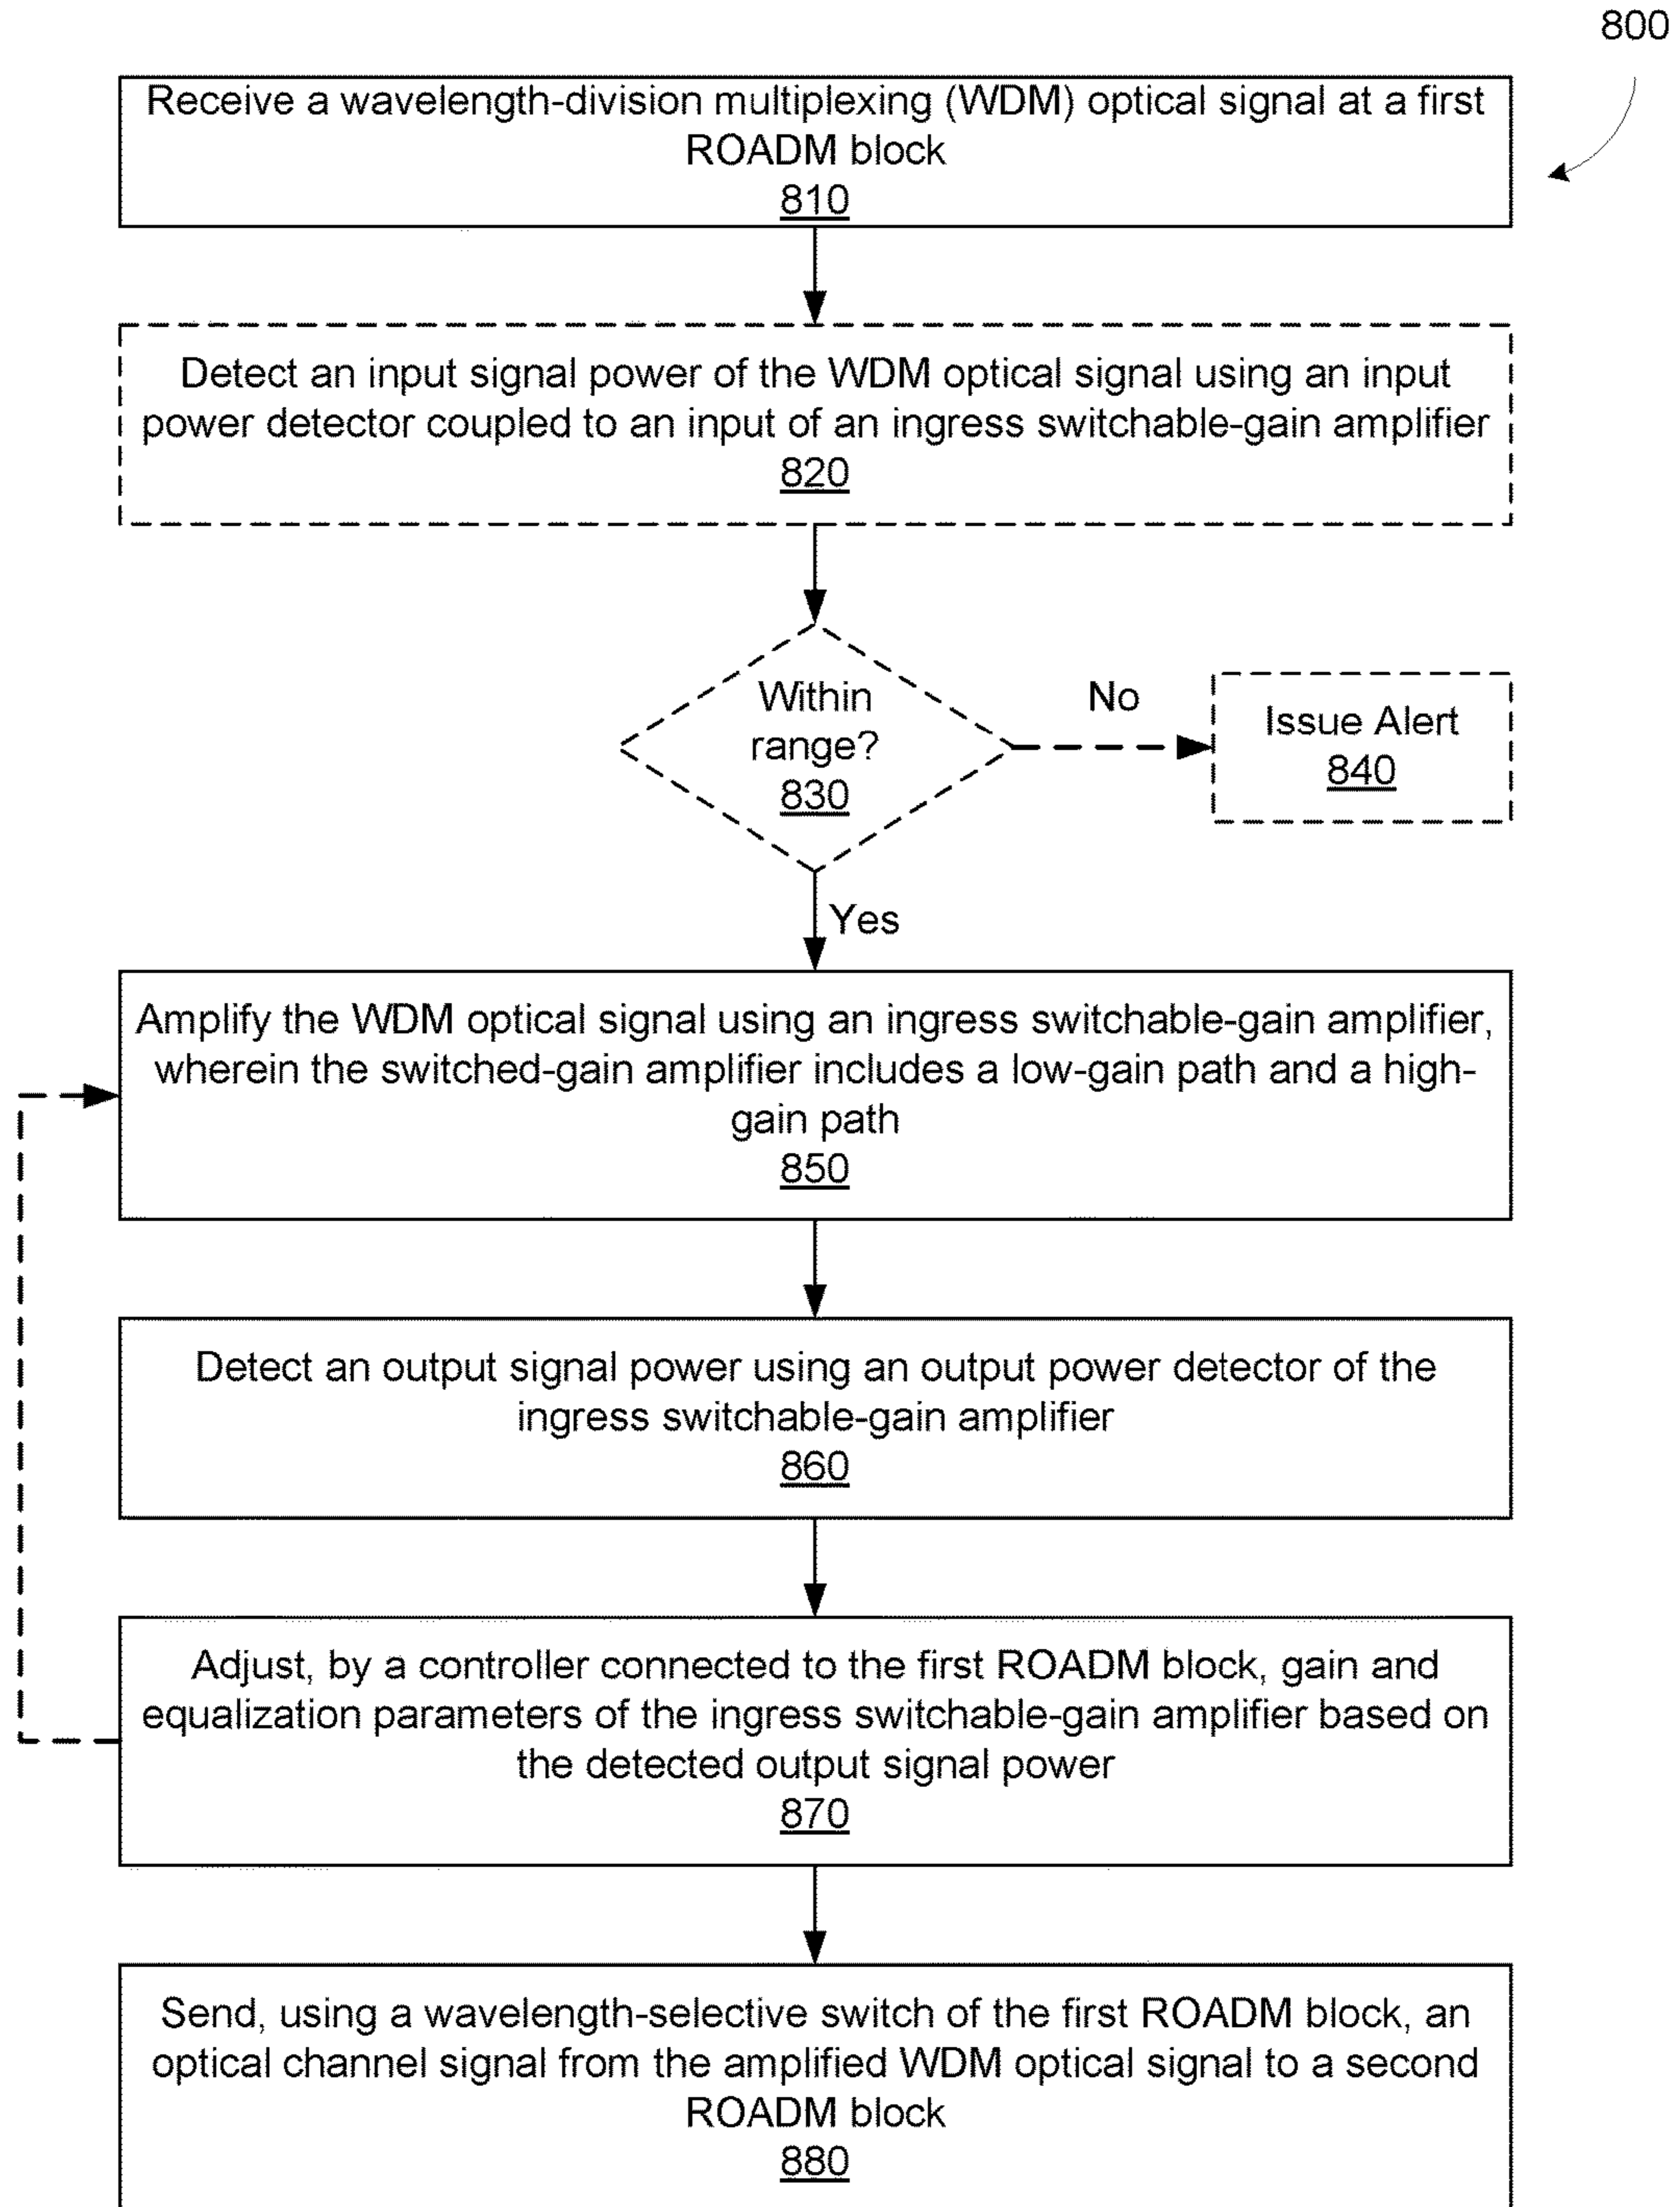 800
Receive a wavelength-division multiplexing (WDM) optical signal at a first
ROADM block
810
Detect an input signal power of the WDM optical signal using an input
power detector coupled to an input of an ingress switchable-gain amplifier
820
Within
range?
830
No
Issue Alert
840
Yes
Amplify the WDM optical signal using an ingress switchable-gain amplifier,
wherein the switched-gain amplifier includes a low-gain path and a high-
gain path
850
Detect an output signal power using an output power detector of the
ingress switchable-gain amplifier
860
Adjust, by a controller connected to the first ROADM block, gain and
equalization parameters of the ingress switchable-gain amplifier based on
the detected output signal power
870
Send, using a wavelength-selective switch of the first ROADM block, an
optical channel signal from the amplified WDM optical signal to a second
ROADM block
880